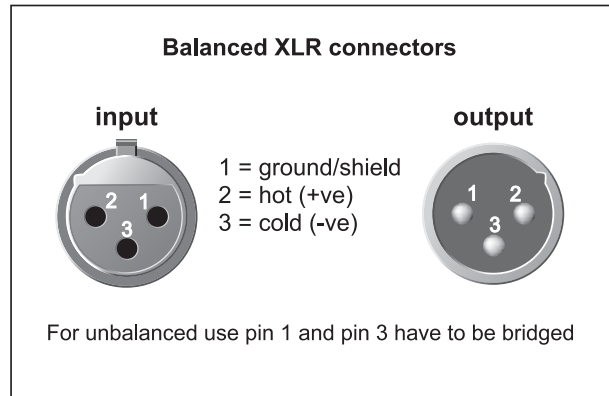 Balanced XLR connectors
input
output
1 = ground/shield
2 = hot (+ve)
3 = cold (-ve)
2 1
3
1 2
3
For unbalanced use pin 1 and pin 3 have to be bridged